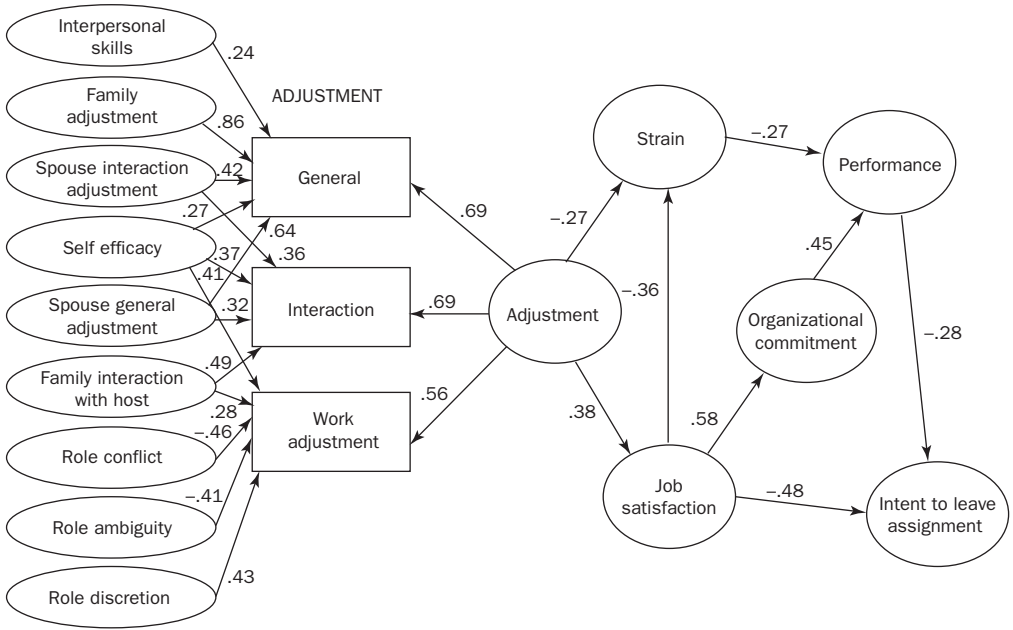 Interpersonal
skills
.24
ADJUSTMENT
Family
adjustment
.86
Spouse interaction
adjustment
.42
General
.27
.64
Self efficacy
.37
.36
.41
Spouse general
adjustment
.32
Interaction
Family interaction
with host
.49
.28
Work
adjustment
Role conflict
–.46
Role ambiguity
–.41
Role discretion
.43
.69
.69
.56
Adjustment
–.27
–.36
.38
Strain
–.27
Performance
.45
Organizational
commitment
.58
–.28
Job
satisfaction
–.48
Intent to leave
assignment